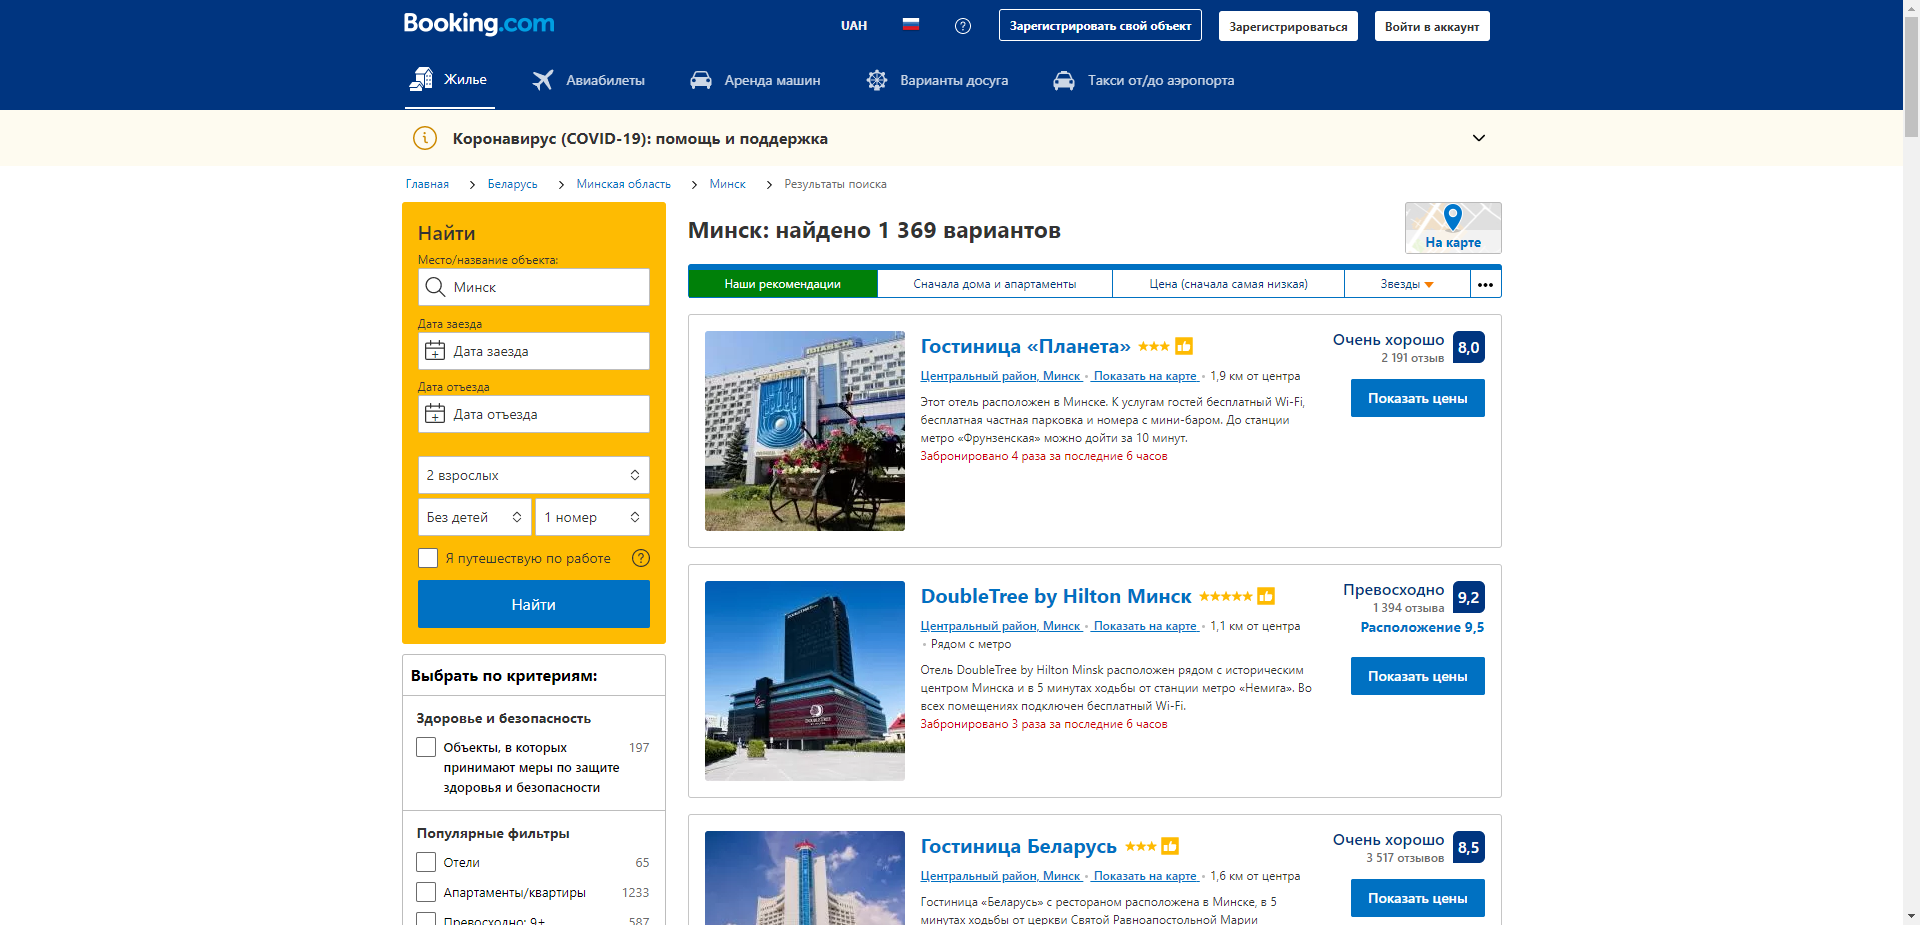 Booking.com
UAH
Зарегистрировать свой объект
Зарегистрироваться
Войти в аккаунт
Жилье
Авиабилеты
Аренда машин
Варианты досуга
Такси от/до аэропорта
Коронавирус (COVID-19): помощь и поддержка
Главная
Беларусь
Минская область
Минск
Результаты поиска
Найти
Место/название объекта:
Минск
Дата заезда
Дата заезда
Дата отъезда
Дата отъезда
2 взрослых
Без детей
1 номер
Я путешествую по работе
Найти
Выбрать по критериям:
Здоровье и безопасность
Объекты, в которых 197
принимают меры по защите
здоровья и безопасности
Популярные фильтры
Отели 65
Апартаменты/квартиры 1233
Превосходно: 9+ 587
Минск: найдено 1 369 вариантов
На карте
Наши рекомендации
Сначала дома и апартаменты
Цена (сначала самая низкая)
Звезды
•••
Гостиница «Планета»
Центральный район, Минск • Показать на карте • 1,9 км от центра
Этот отель расположен в Минске. К услугам гостей бесплатный Wi-Fi,
бесплатная частная парковка и номера с мини-баром. До станции
метро «Фрунзенская» можно дойти за 10 минут.
Забронировано 4 раза за последние 6 часов
Очень хорошо
2 191 отзыв
8,0
Показать цены
ПЛАНЕТА
DoubleTree by Hilton Минск
Центральный район, Минск • Показать на карте • 1,1 км от центра
• Рядом с метро
Отель DoubleTree by Hilton Minsk расположен рядом с историческим
центром Минска и в 5 минутах ходьбы от станции метро «Немига». Во
всех помещениях подключен бесплатный Wi-Fi.
Забронировано 3 раза за последние 6 часов
Превосходно
1 394 отзыва
9,2
Расположение 9,5
Показать цены
DOUBLETREE
Гостиница Беларусь
Центральный район, Минск • Показать на карте • 1,6 км от центра
Гостиница «Беларусь» с рестораном расположена в Минске, в 5
минутах ходьбы от церкви Святой Равноапостольной Марии
Очень хорошо
3 517 отзывов
8,5
Показать цены